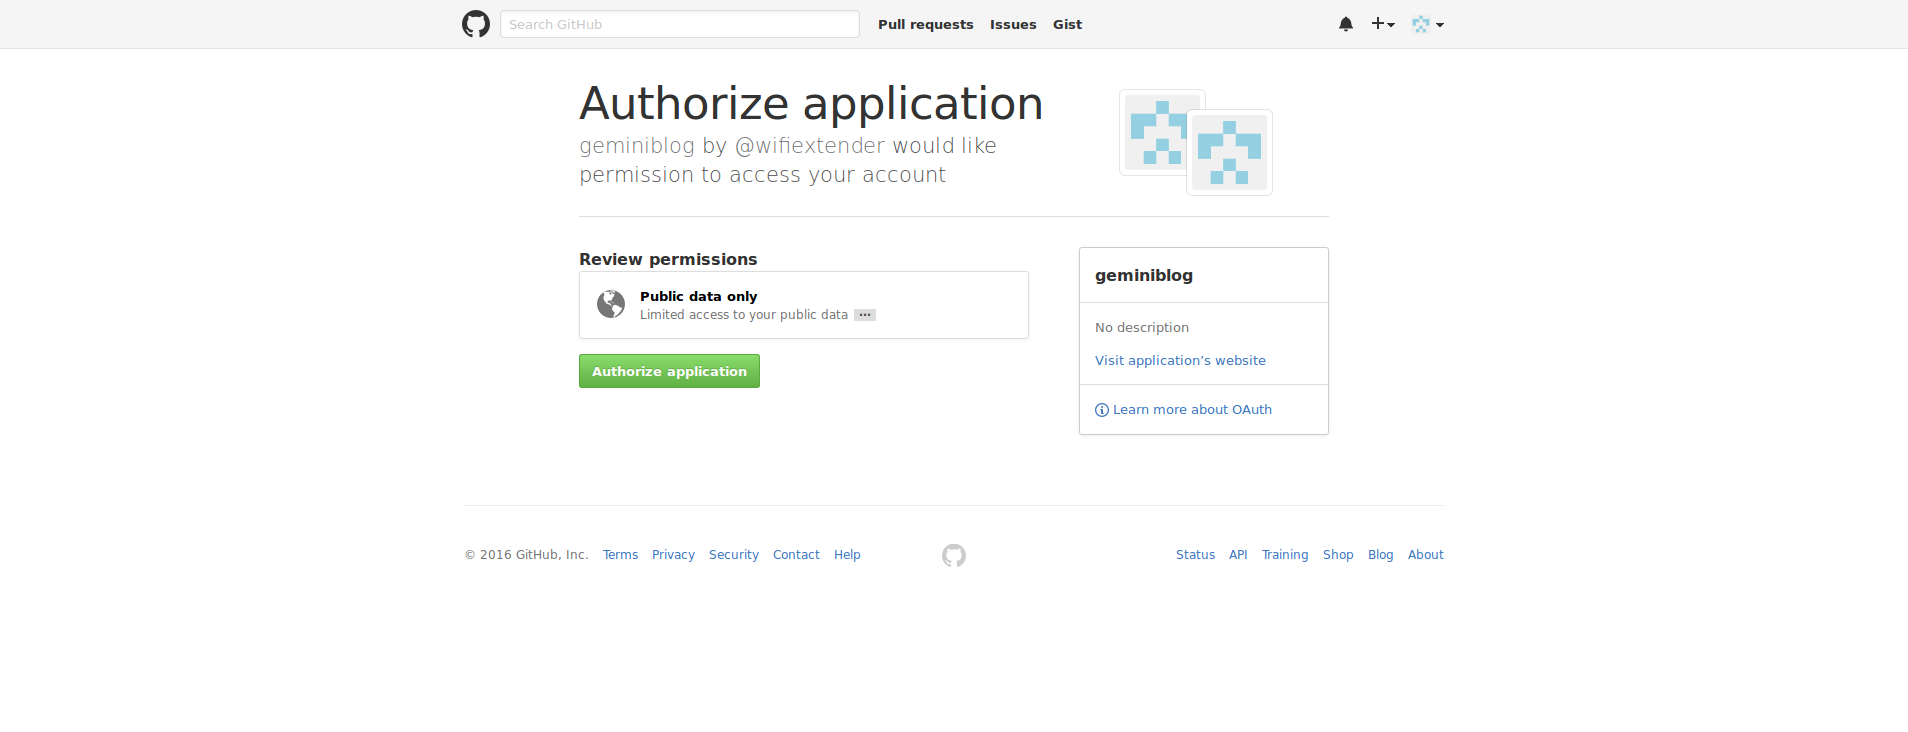 Search GitHub
Pull requests Issues Gist
Authorize application
geminiblog by @wifiextender would like
permission to access your account
Review permissions
Public data only
Limited access to your public data
Authorize application
geminiblog
No description
Visit application’s website
Learn more about OAuth
© 2016 GitHub, Inc. Terms Privacy Security Contact Help
Status API Training Shop Blog About